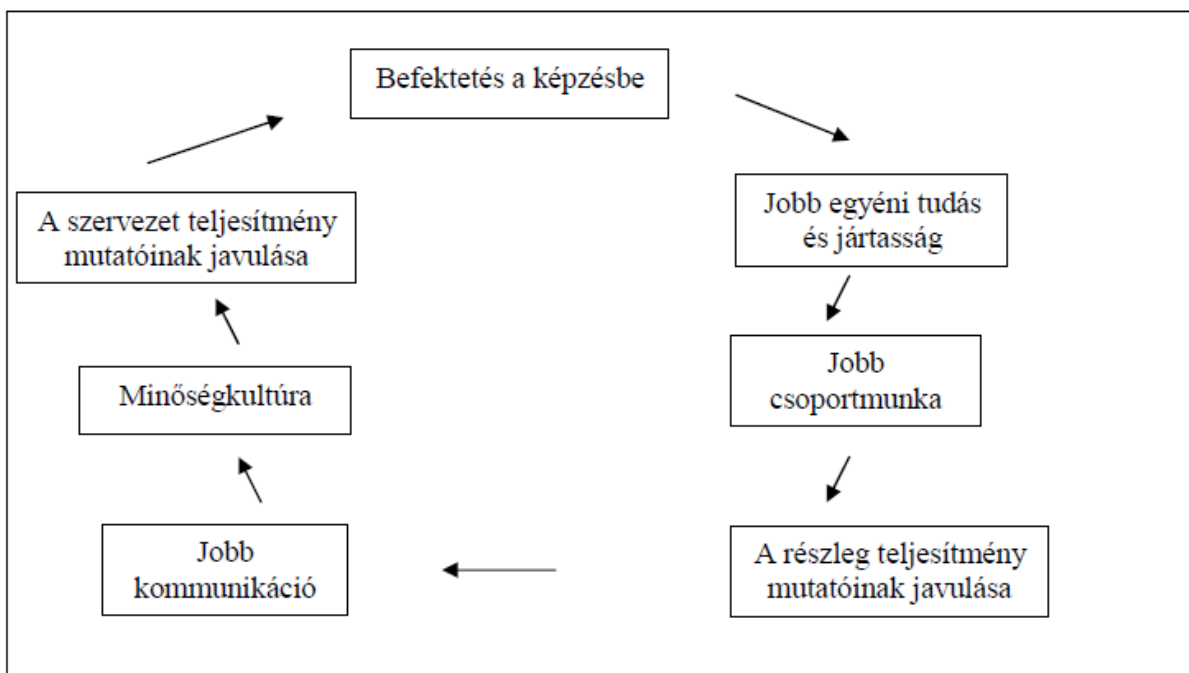 Befektetés a képzésbe
Jobb egyéni tudás
és jártasság
Jobb
csoportmunka
A részleg teljesítmény
mutatóinak javulása
Jobb
kommunikáció
Minőségkultúra
A szervezet teljesítmény
mutatóinak javulása